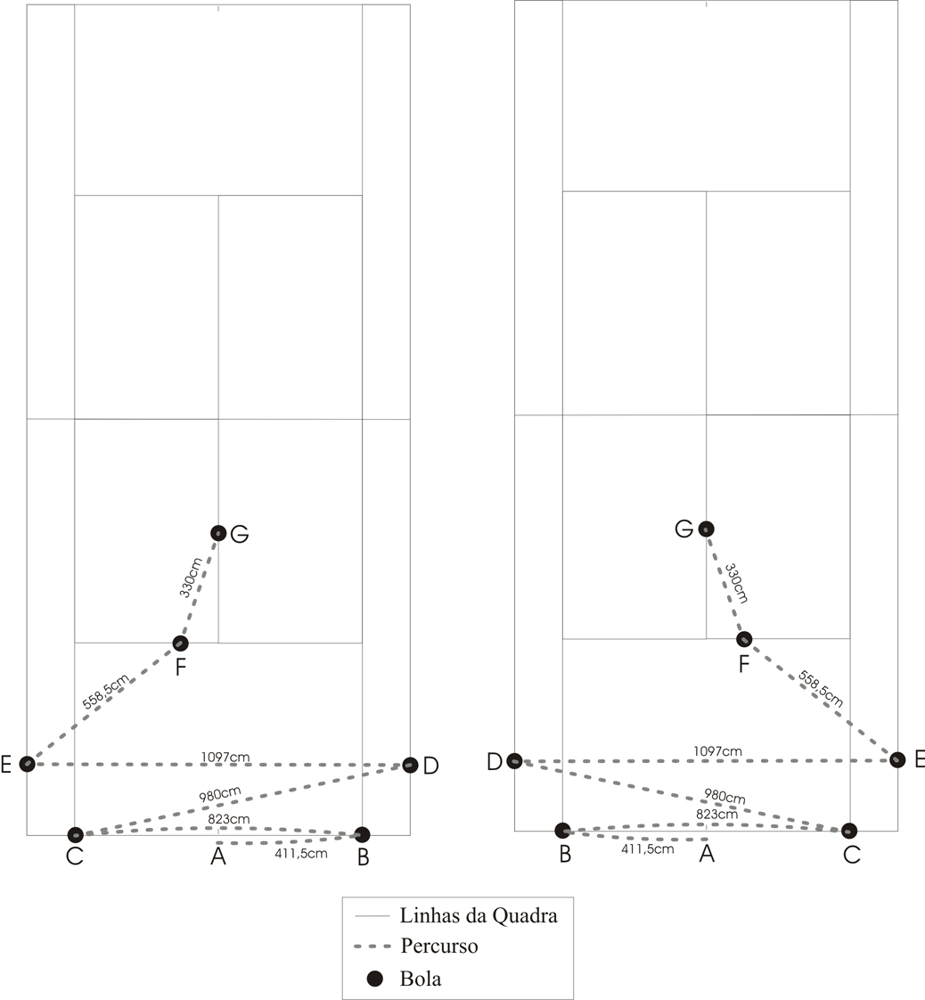 G
330cm
F
558,5cm
E
1097cm
D
980cm
823cm
C
A
411,5cm
B
G
330cm
F
558,5cm
D
1097cm
E
980cm
823cm
B
411,5cm
A
C
Linhas da Quadra
Percurso
Bola